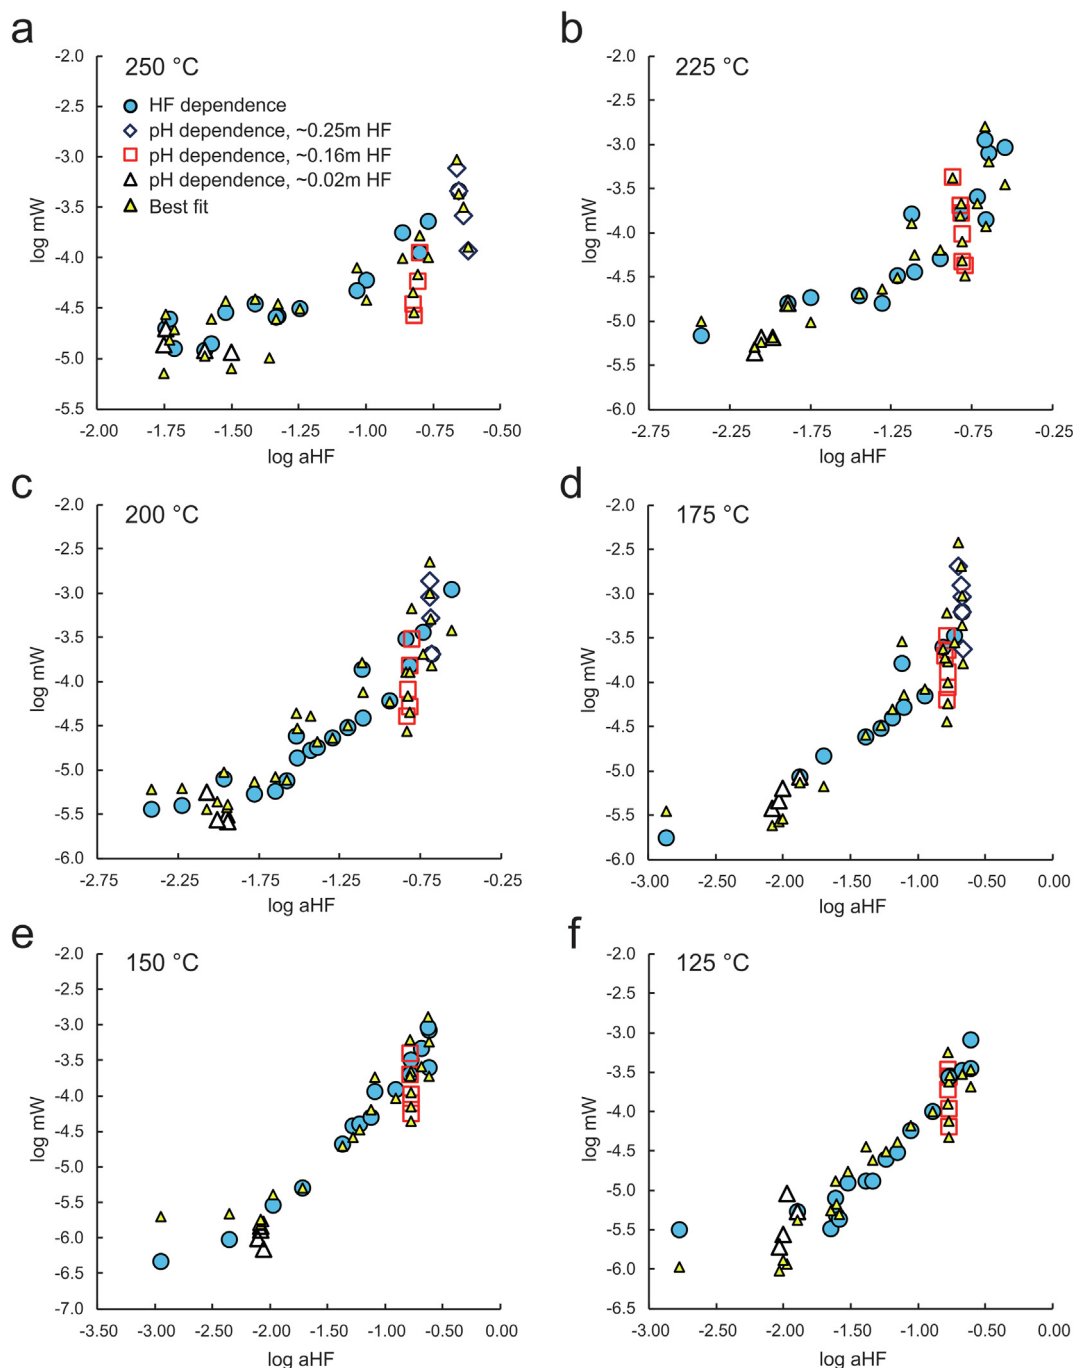 a
250 °C
HF dependence
pH dependence, ~0.25m HF
pH dependence, ~0.16m HF
pH dependence, ~0.02m HF
Best fit
log mW
-2.0
-2.5
-3.0
-3.5
-4.0
-4.5
-5.0
-5.5
-2.00 -1.75 -1.50 -1.25 -1.00 -0.75 -0.50
log aHF
b
225 °C
log mW
-2.0
-2.5
-3.0
-3.5
-4.0
-4.5
-5.0
-5.5
-6.0
-2.75 -2.25 -1.75 -1.25 -0.75 -0.25
log aHF
c
200 °C
log mW
-2.0
-2.5
-3.0
-3.5
-4.0
-4.5
-5.0
-5.5
-6.0
-2.75 -2.25 -1.75 -1.25 -0.75 -0.25
log aHF
d
175 °C
log mW
-2.0
-2.5
-3.0
-3.5
-4.0
-4.5
-5.0
-5.5
-6.0
-3.00 -2.50 -2.00 -1.50 -1.00 -0.50 0.00
log aHF
e
150 °C
log mW
-2.0
-2.5
-3.0
-3.5
-4.0
-4.5
-5.0
-5.5
-6.0
-6.5
-7.0
-3.50 -3.00 -2.50 -2.00 -1.50 -1.00 -0.50 0.00
log aHF
f
125 °C
log mW
-2.0
-2.5
-3.0
-3.5
-4.0
-4.5
-5.0
-5.5
-6.0
-6.5
-3.00 -2.50 -2.00 -1.50 -1.00 -0.50 0.00
log aHF